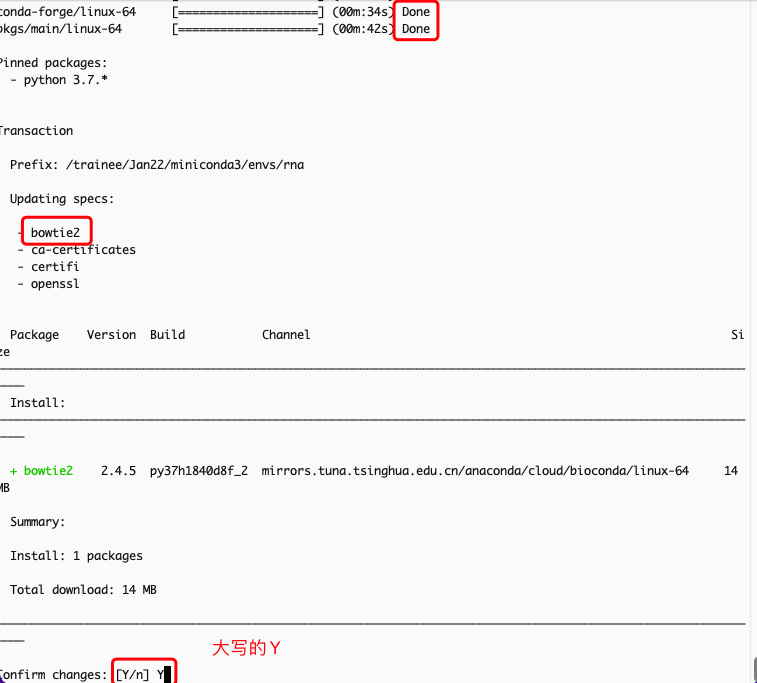 conda-forge/linux-64     [====================] (00m:34s) Done
pkgs/main/linux-64       [====================] (00m:42s) Done
Pinned packages:
- python 3.7.*
Transaction
Prefix: /trainee/Jan22/miniconda3/envs/rna
Updating specs:
- bowtie2
- ca-certificates
- certifi
- openssl
Package    Version  Build           Channel                                                            Si
ze
Install:
+ bowtie2    2.4.5  py37h1840d8f_2  mirrors.tuna.tsinghua.edu.cn/anaconda/cloud/bioconda/linux-64     14
MB
Summary:
Install: 1 packages
Total download: 14 MB
大写的Y
Confirm changes: [Y/n] Y